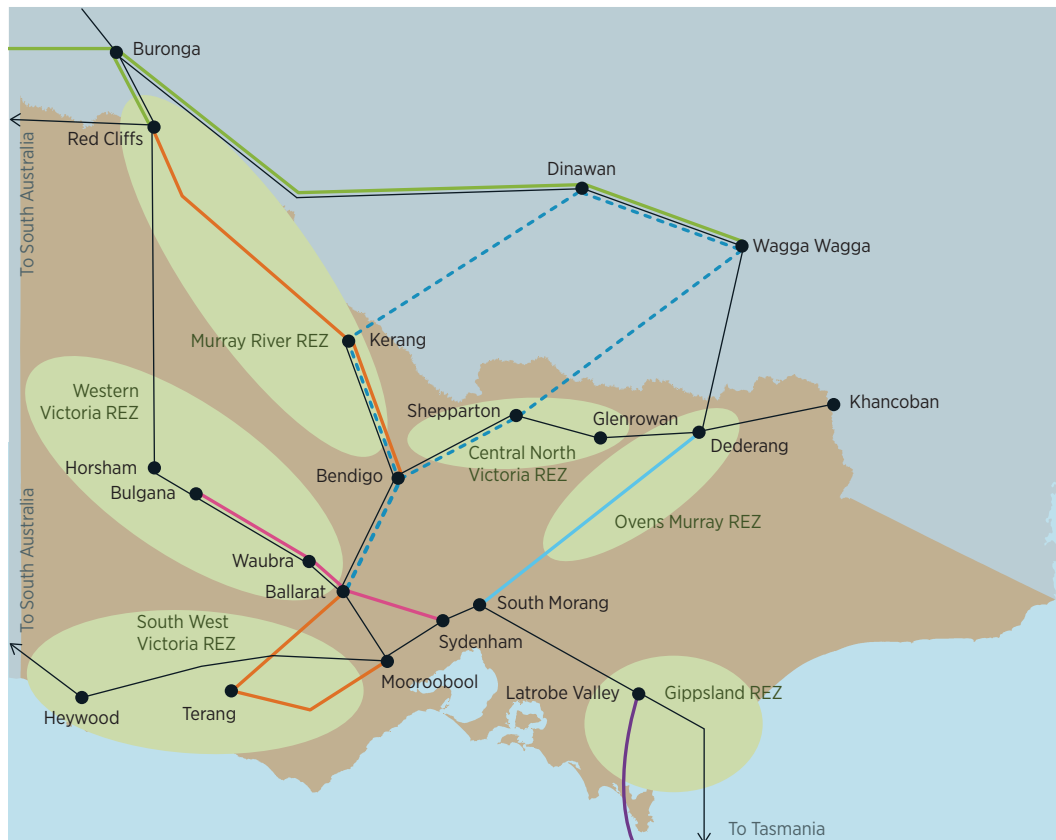 Buronga
Red Cliffs
To South Australia
Dinawan
Wagga Wagga
Murray River REZ
Kerang
Western
Victoria REZ
Shepparton
Glenrowan
Khancoban
Dederang
Central North
Victoria REZ
Horsham
Bulgana
Bendigo
Ovens Murray REZ
To South Australia
Waubra
Ballarat
South Morang
Sydenham
South West
Victoria REZ
Mooroobool
Heywood
Terang
Latrobe Valley
Gippsland REZ
To Tasmania